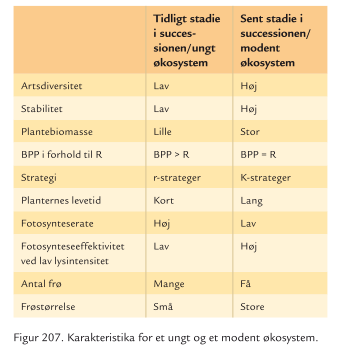 Tidligt stadie
i succes-
sionen/ungt
økosystem
Sent stadie i
successionen/
modent
økosystem
Artsdiversitet Lav Høj
Stabilitet Lav Høj
Plantebiomasse Lille Stor
BPP i forhold til R BPP > R BPP = R
Strategi r-strateger K-strateger
Planternes levetid Kort Lang
Fotosynteserate Høj Lav
Fotosynteseeffektivitet Lav Høj
ved lav lysintensitet
Antal frø Mange Få
Frøstørrelse Små Store
Figur 207. Karakteristika for et ungt og et modent økosystem.